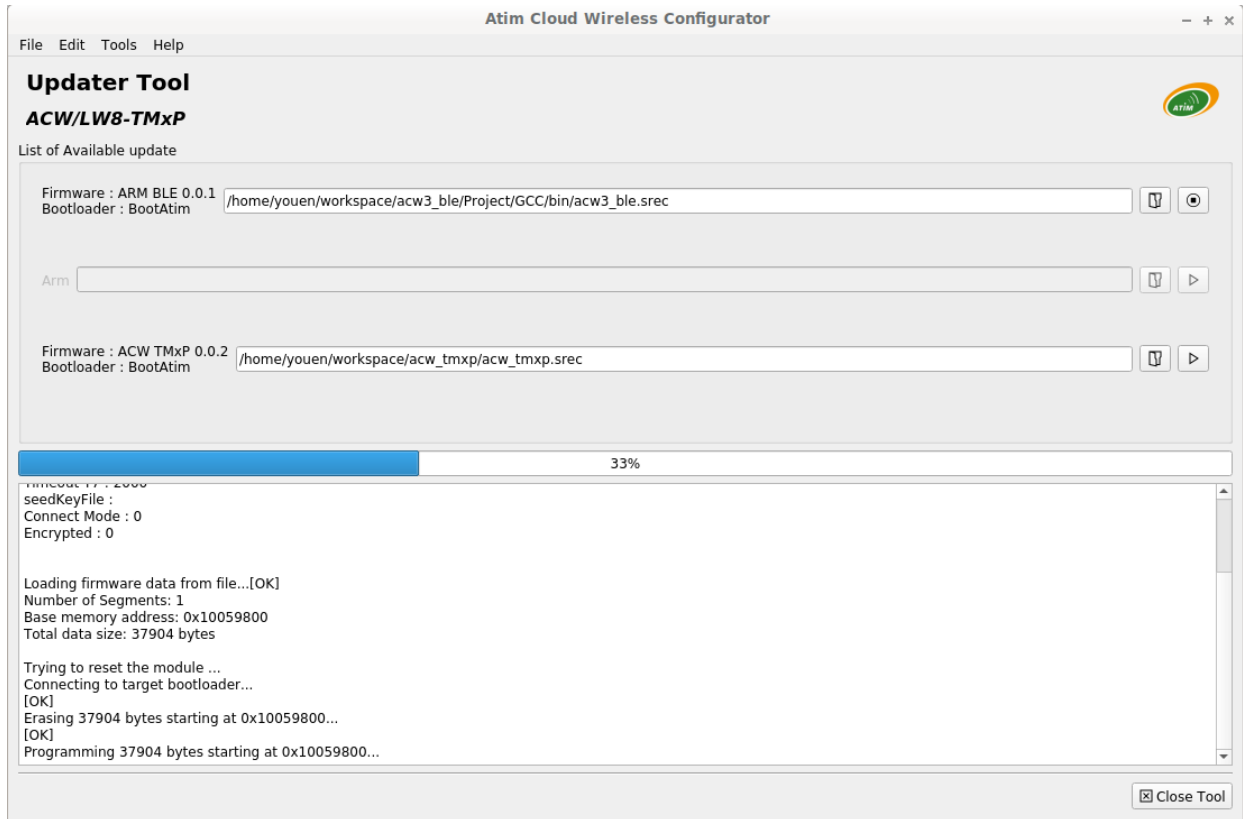 Atim Cloud Wireless Configurator
File Edit Tools Help
Updater Tool
ACW/LW8-TMxP
ATIM
List of Available update
Firmware : ARM BLE 0.0.1
Bootloader : BootAtim
/home/youen/workspace/acw3_ble/Project/GCC/bin/acw3_ble.srec
Arm
Firmware : ACW TMxP 0.0.2
Bootloader : BootAtim
/home/youen/workspace/acw_tmxp/acw_tmxp.srec
33%
Timeout T7 : 2000
seedKeyFile :
Connect Mode : 0
Encrypted : 0
Loading firmware data from file...[OK]
Number of Segments: 1
Base memory address: 0x10059800
Total data size: 37904 bytes
Trying to reset the module ...
Connecting to target bootloader...
[OK]
Erasing 37904 bytes starting at 0x10059800...
[OK]
Programming 37904 bytes starting at 0x10059800...
Close Tool